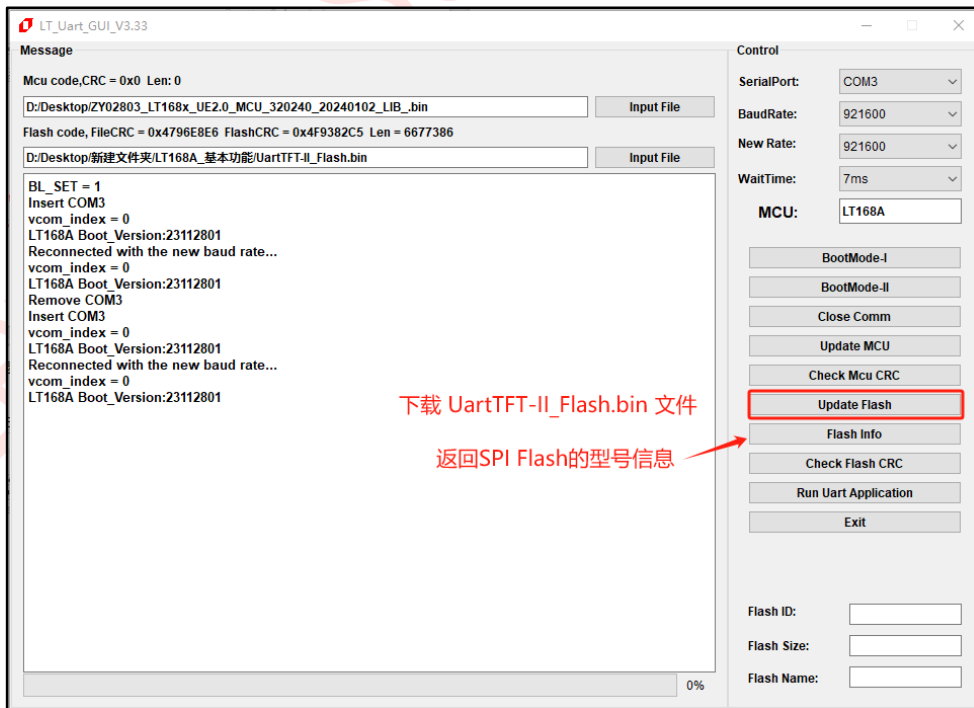 LT_Uart_GUI_V3.33
Message
Mcu code,CRC = 0x0 Len: 0
D:/Desktop/ZY02803_LT168x_UE2.0_MCU_320240_20240102_LIB_.bin
Input File
Flash code, FileCRC = 0x4796E8E6 FlashCRC = 0x4F9382C5 Len = 6677386
D:/Desktop/新建文件夹/LT168A_基本功能/UartTFT-II_Flash.bin
Input File
BL_SET = 1
Insert COM3
vcom_index = 0
LT168A Boot_Version:23112801
Reconnected with the new baud rate...
vcom_index = 0
LT168A Boot_Version:23112801
Remove COM3
Insert COM3
vcom_index = 0
LT168A Boot_Version:23112801
Reconnected with the new baud rate...
vcom_index = 0
LT168A Boot_Version:23112801
下载 UartTFT-II_Flash.bin 文件
返回SPI Flash的型号信息
0%
Control
SerialPort: COM3
BaudRate: 921600
New Rate: 921600
WaitTime: 7ms
MCU: LT168A
BootMode-I
BootMode-II
Close Comm
Update MCU
Check Mcu CRC
Update Flash
Flash Info
Check Flash CRC
Run Uart Application
Exit
Flash ID:
Flash Size:
Flash Name: